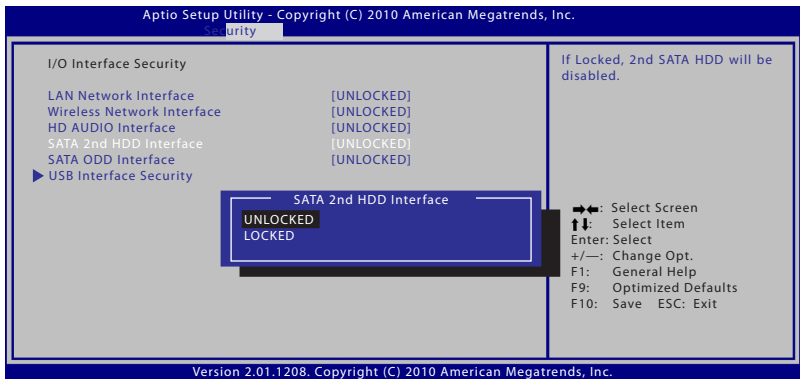 Aptio Setup Utility - Copyright (C) 2010 American Megatrends, Inc.
Security
I/O Interface Security
LAN Network Interface [UNLOCKED]
Wireless Network Interface [UNLOCKED]
HD AUDIO Interface [UNLOCKED]
SATA 2nd HDD Interface [UNLOCKED]
SATA ODD Interface [UNLOCKED]
USB Interface Security
SATA 2nd HDD Interface
UNLOCKED
LOCKED
If Locked, 2nd SATA HDD will be
disabled.
→←: Select Screen
↑↓: Select Item
Enter: Select
+/—: Change Opt.
F1: General Help
F9: Optimized Defaults
F10: Save ESC: Exit
Version 2.01.1208. Copyright (C) 2010 American Megatrends, Inc.